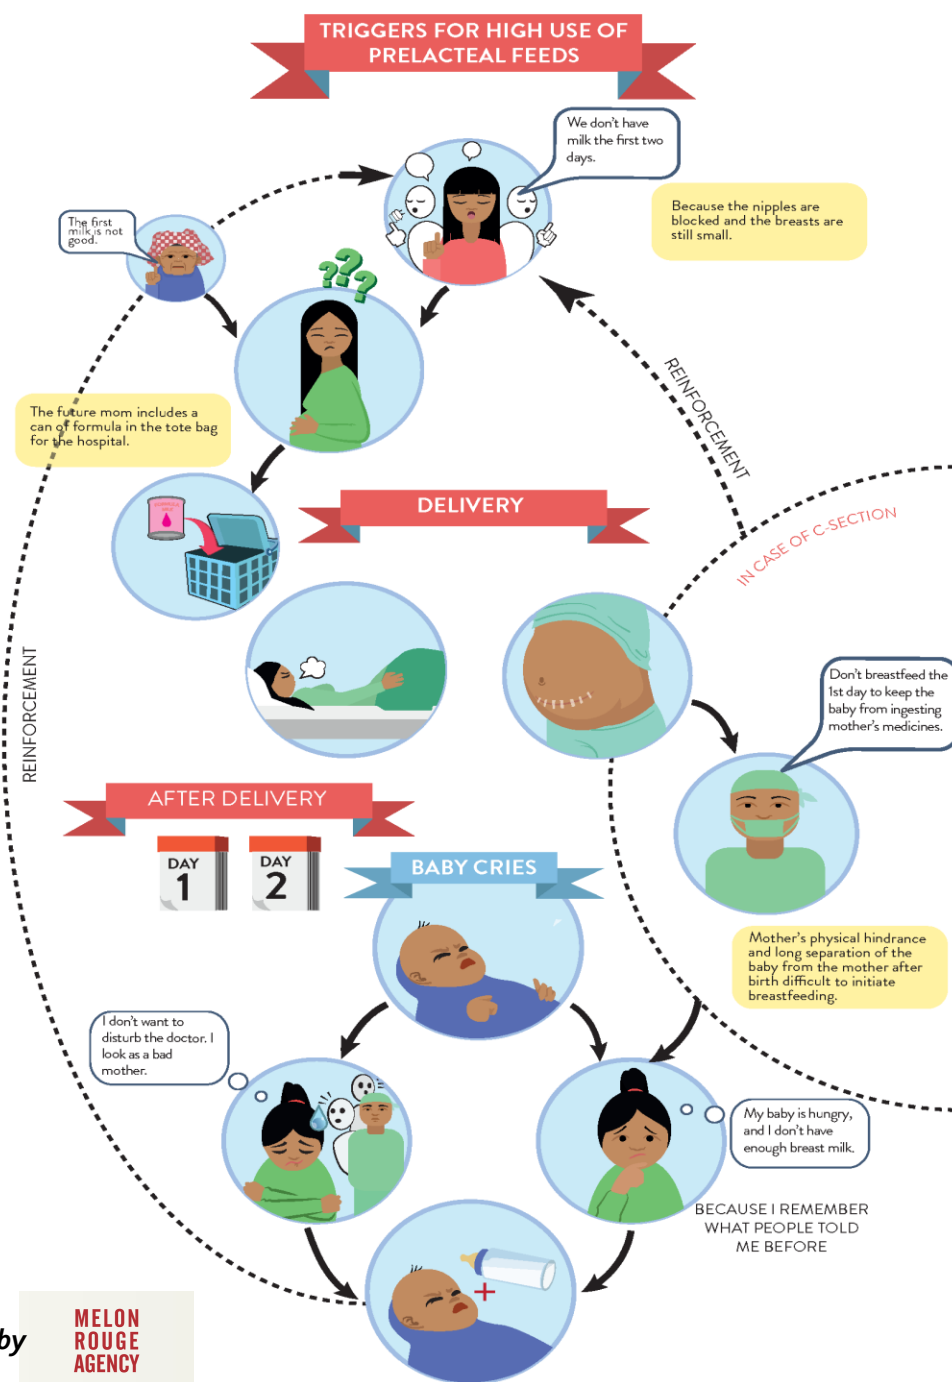 TRIGGERS FOR HIGH USE OF
PRELACTEAL FEEDS
We don't have
milk the first two
days.
Because the nipples are
blocked and the breasts are
still small.
The first
milk is not
good.
???
The future mom includes a
can of formula in the tote bag
for the hospital.
REINFORCEMENT
DELIVERY
IN CASE OF C-SECTION
REINFORCEMENT
Don't breastfeed the
1st day to keep the
baby from ingesting
mother's medicines.
AFTER DELIVERY
DAY
1
DAY
2
BABY CRIES
Mother's physical hindrance
and long separation of the
baby from the mother after
birth difficult to initiate
breastfeeding.
I don't want to
disturb the doctor. I
look as a bad
mother.
My baby is hungry,
and I don't have
enough breast milk.
BECAUSE I REMEMBER
WHAT PEOPLE TOLD
ME BEFORE
by
MELON
ROUGE
AGENCY